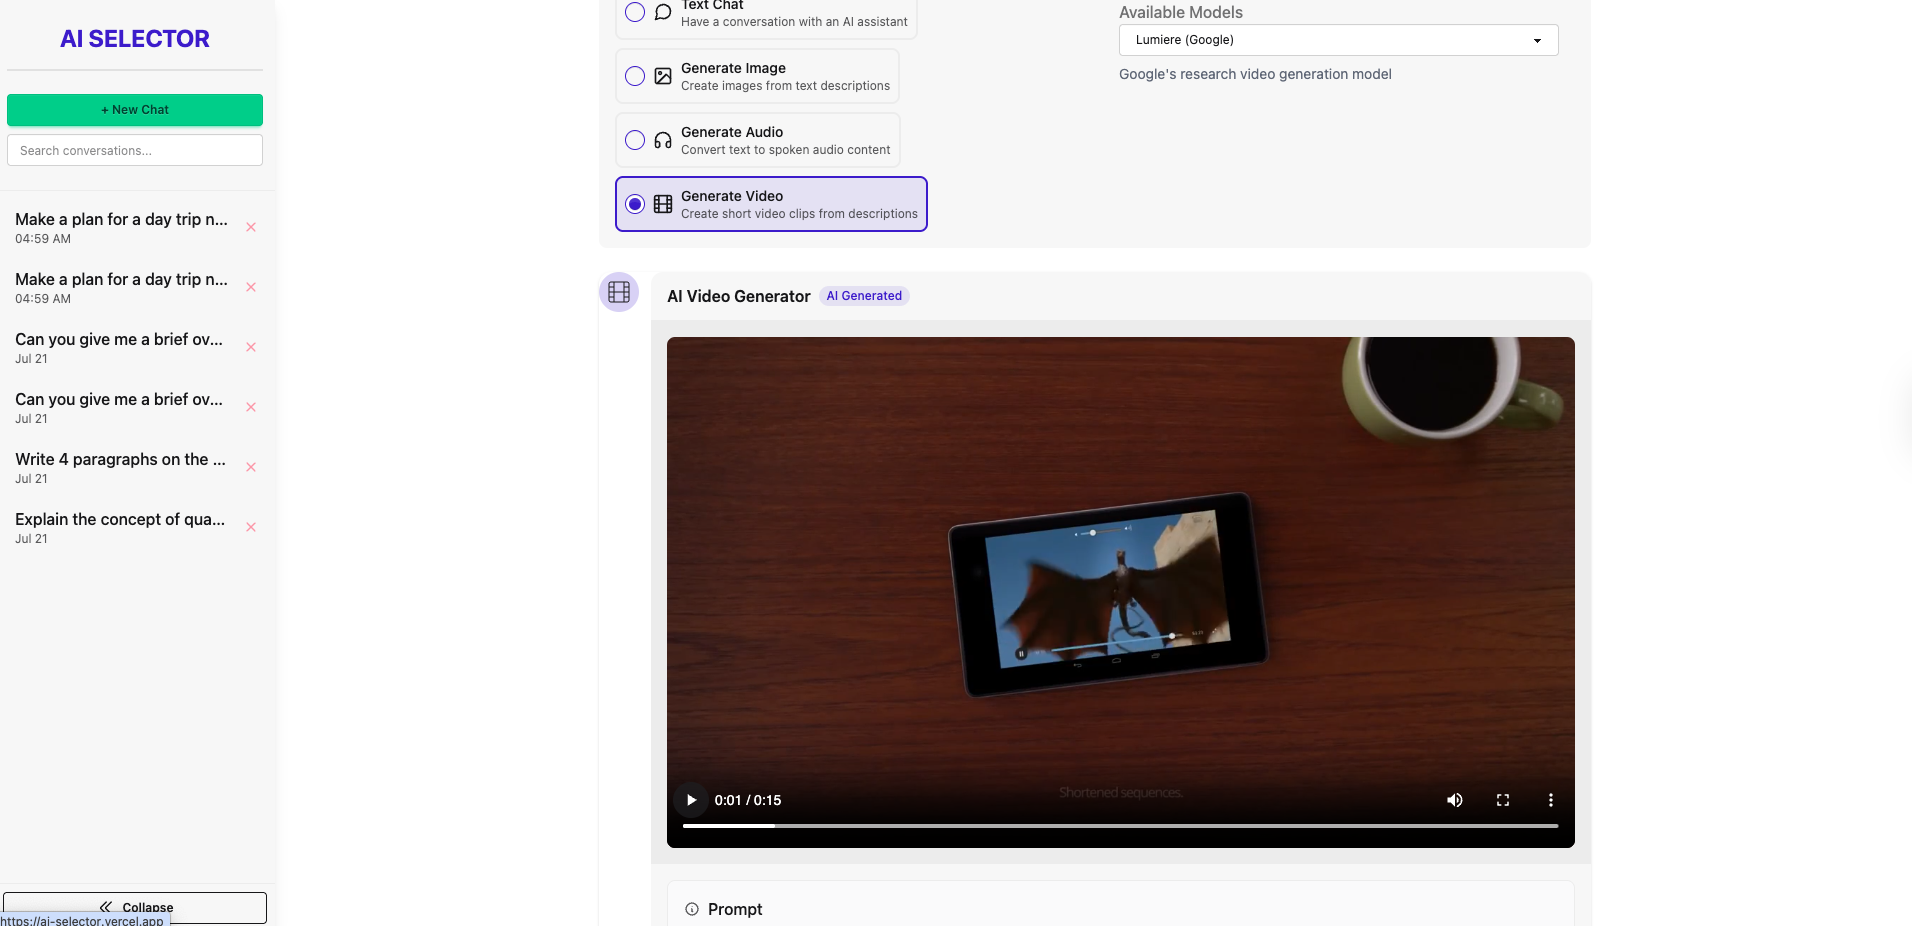 AI SELECTOR
+ New Chat
Search conversations...
Make a plan for a day trip n...
04:59 AM
Make a plan for a day trip n...
04:59 AM
Can you give me a brief ov...
Jul 21
Can you give me a brief ov...
Jul 21
Write 4 paragraphs on the ...
Jul 21
Explain the concept of qua...
Jul 21
Collapse
https://ai-selector.vercel.app
Text Chat
Have a conversation with an AI assistant
Generate Image
Create images from text descriptions
Generate Audio
Convert text to spoken audio content
Generate Video
Create short video clips from descriptions
Available Models
Lumiere (Google)
Google's research video generation model
AI Video Generator
AI Generated
Shortened sequences.
0:01 / 0:15
Prompt